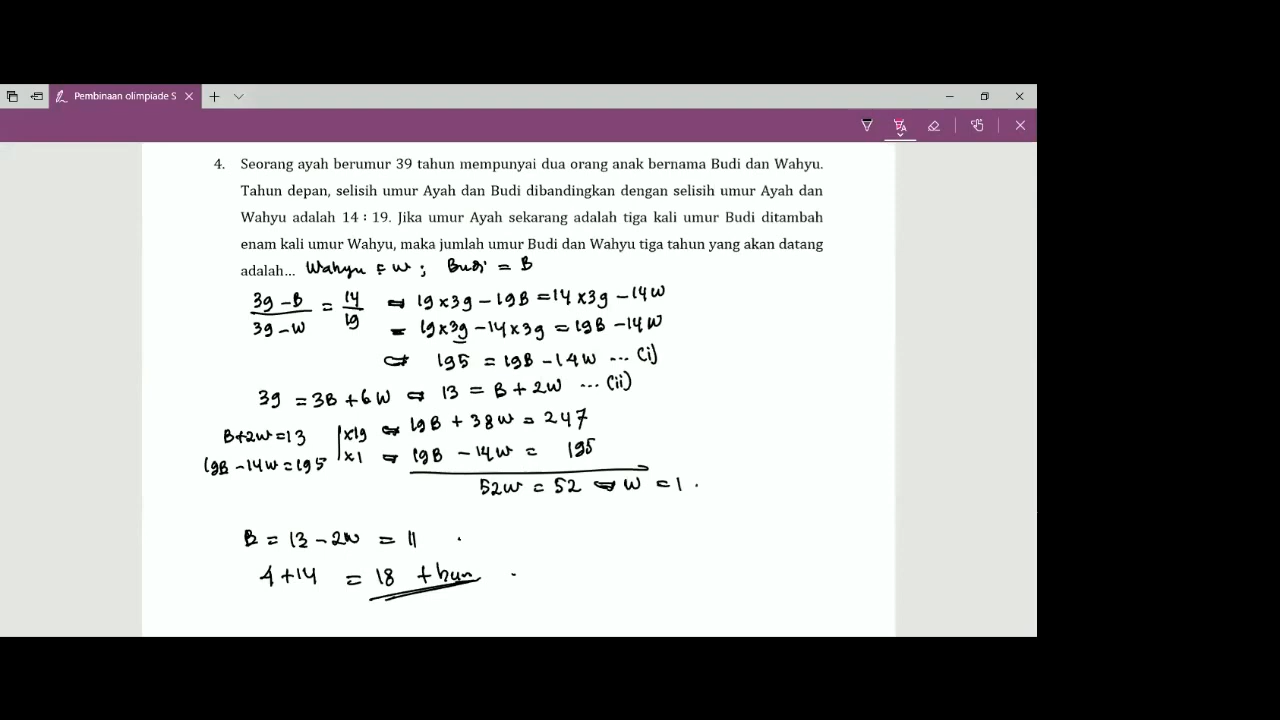 Pembinaan olimpiade S
4. Seorang ayah berumur 39 tahun mempunyai dua orang anak bernama Budi dan Wahyu.
Tahun depan, selisih umur Ayah dan Budi dibandingkan dengan selisih umur Ayah dan
Wahyu adalah 14 : 19. Jika umur Ayah sekarang adalah tiga kali umur Budi ditambah
enam kali umur Wahyu, maka jumlah umur Budi dan Wahyu tiga tahun yang akan datang
adalah... Wahyu = W ; Budi = B
39 - B / 39 - W = 14 / 19 ⇔ 19 x 39 - 19B = 14 x 39 - 14W
= 19 x 39 - 14 x 39 = 19B - 14W
⇔ 195 = 19B - 14W ... (i)
39 = 3B + 6W ⇔ 13 = B + 2W ... (ii)
B + 2W = 13 | x19 ⇔ 19B + 38W = 247
19B - 14W = 195 | x1 ⇔ 19B - 14W = 195
52W = 52 ⇔ W = 1 .
B = 13 - 2W = 11 .
4 + 14 = 18 tahun .